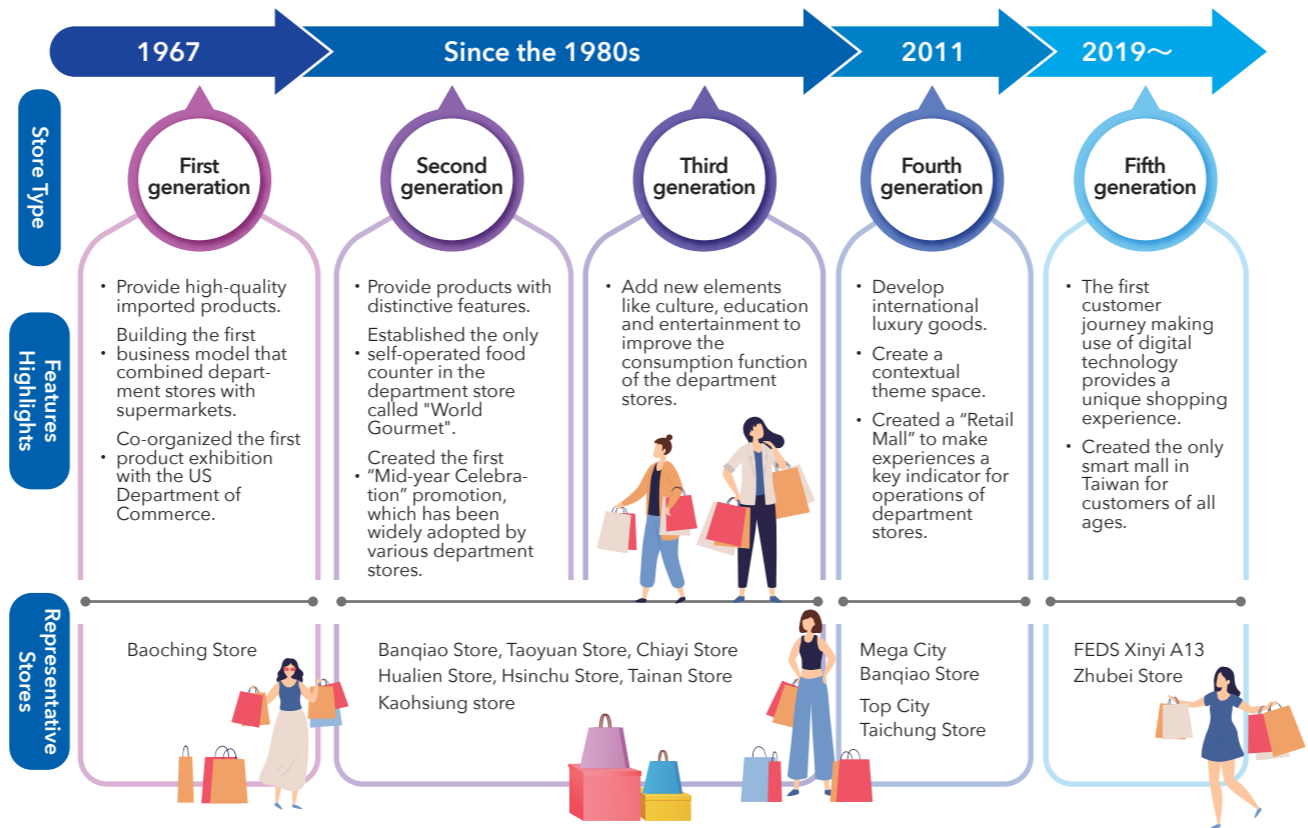 1967
Since the 1980s
2011
2019～
Store Type
First
generation
Second
generation
Third
generation
Fourth
generation
Fifth
generation
Features
Highlights
• Provide high-quality
imported products.
Building the first
• business model that
combined depart-
ment stores with
supermarkets.
Co-organized the first
• product exhibition
with the US
Department of
Commerce.
• Provide products with
distinctive features.
Established the only
• self-operated food
counter in the
department store
called "World
Gourmet".
Created the first
• “Mid-year Celebra-
tion” promotion,
which has been
widely adopted by
various department
stores.
• Add new elements
like culture, education
and entertainment to
improve the
consumption function
of the department
stores.
• Develop
international
luxury goods.
• Create a
contextual
theme space.
• Created a “Retail
Mall” to make
experiences a
key indicator for
operations of
department
stores.
• The first
customer
journey making
use of digital
technology
provides a
unique shopping
experience.
• Created the only
smart mall in
Taiwan for
customers of all
ages.
Representative
Stores
Baoching Store
Banqiao Store, Taoyuan Store, Chiayi Store
Hualien Store, Hsinchu Store, Tainan Store
Kaohsiung store
Mega City
Banqiao Store
Top City
Taichung Store
FEDS Xinyi A13
Zhubei Store